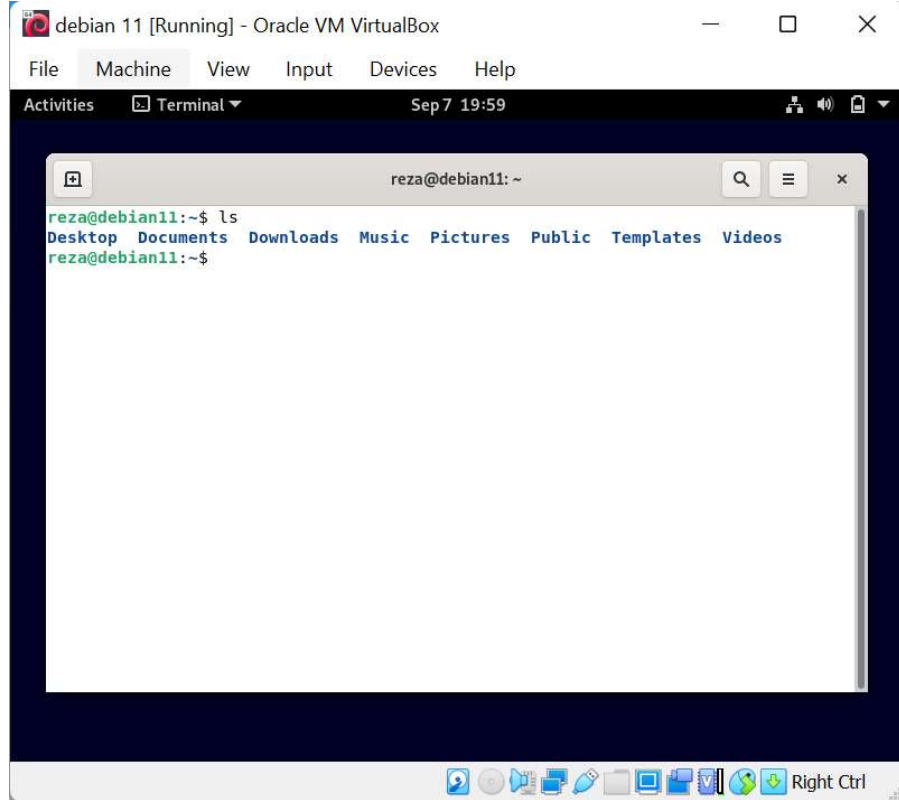 debian 11 [Running] - Oracle VM VirtualBox
File Machine View Input Devices Help
Activities Terminal Sep 7 19:59
reza@debian11: ~
reza@debian11:~$ ls
Desktop Documents Downloads Music Pictures Public Templates Videos
reza@debian11:~$
Right Ctrl